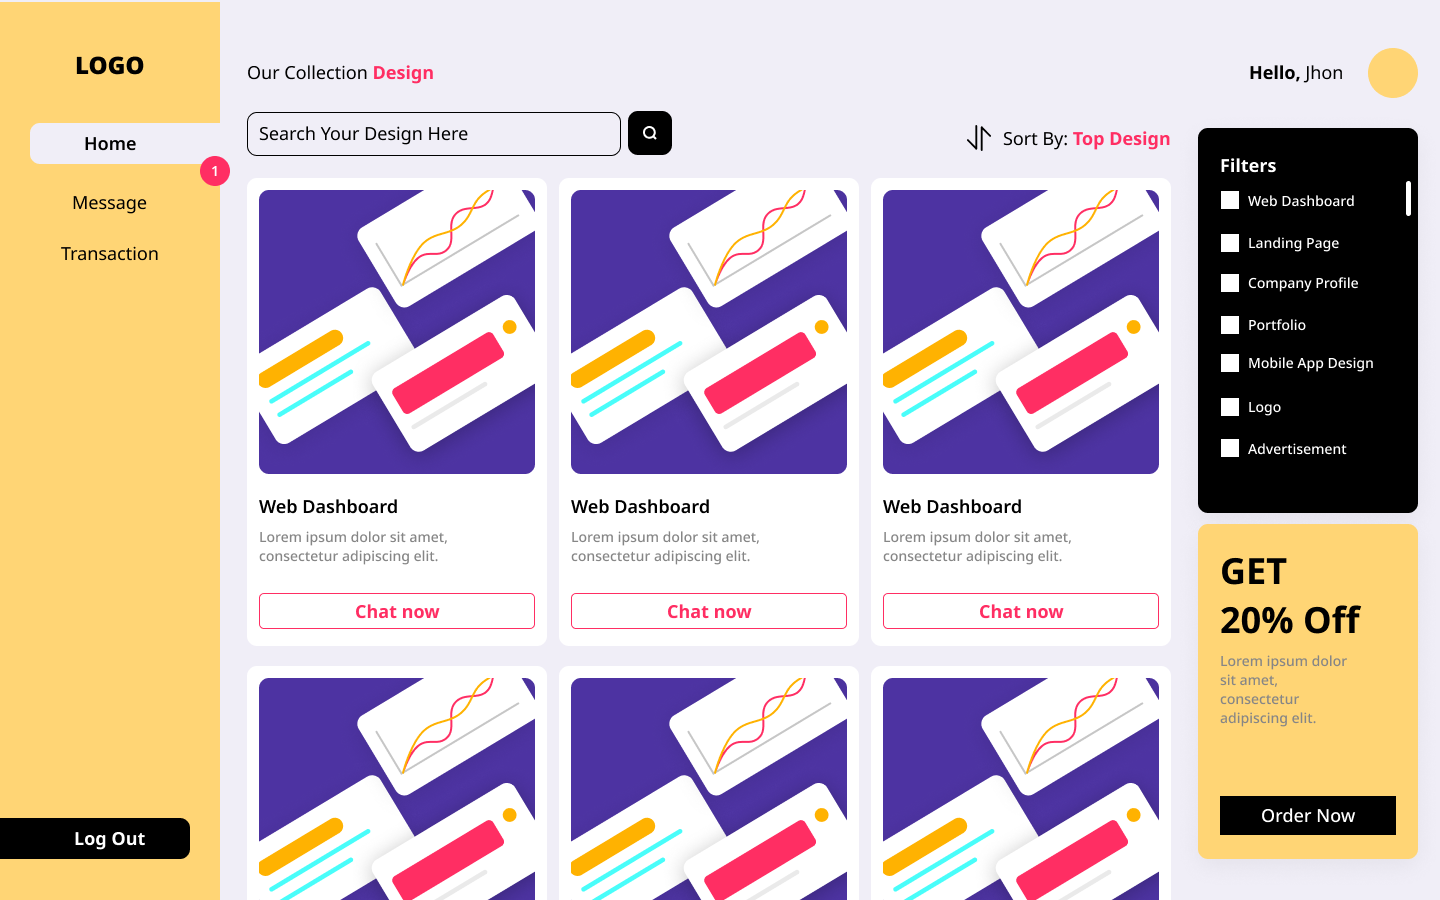 LOGO
Home
1
Message
Transaction
Log Out
Our Collection Design
Search Your Design Here
Sort By: Top Design
Hello, Jhon
Web Dashboard
Lorem ipsum dolor sit amet,
consectetur adipiscing elit.
Chat now
Web Dashboard
Lorem ipsum dolor sit amet,
consectetur adipiscing elit.
Chat now
Web Dashboard
Lorem ipsum dolor sit amet,
consectetur adipiscing elit.
Chat now
Filters
Web Dashboard
Landing Page
Company Profile
Portfolio
Mobile App Design
Logo
Advertisement
GET
20% Off
Lorem ipsum dolor
sit amet,
consectetur
adipiscing elit.
Order Now